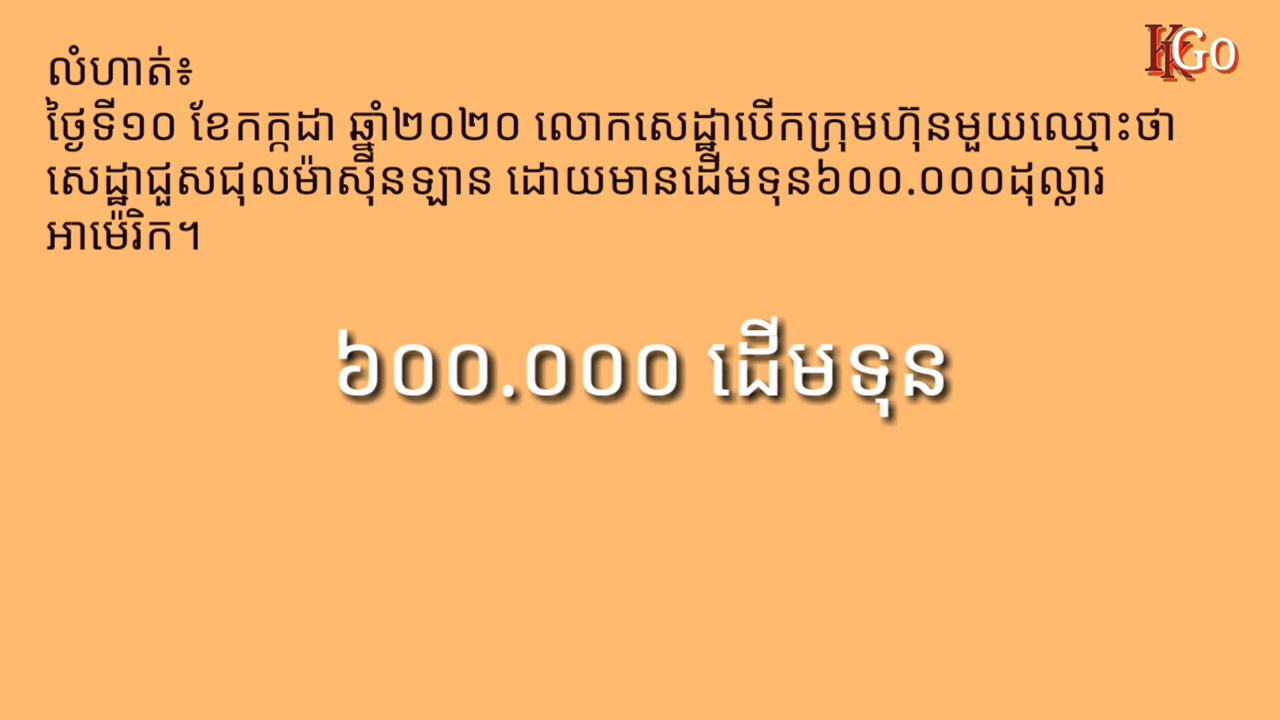 KK Go
លំហាត់៖
ថ្ងៃទី១០ ខែកក្កដា ឆ្នាំ២០២០ លោកសេដ្ឋាបើកក្រុមហ៊ុនមួយឈ្មោះថា
សេដ្ឋាជួសជុលម៉ាស៊ីនឡាន ដោយមានដើមទុន៦០០.០០០ដុល្លារ
អាម៉េរិក។
៦០០.០០០ ដើមទុន